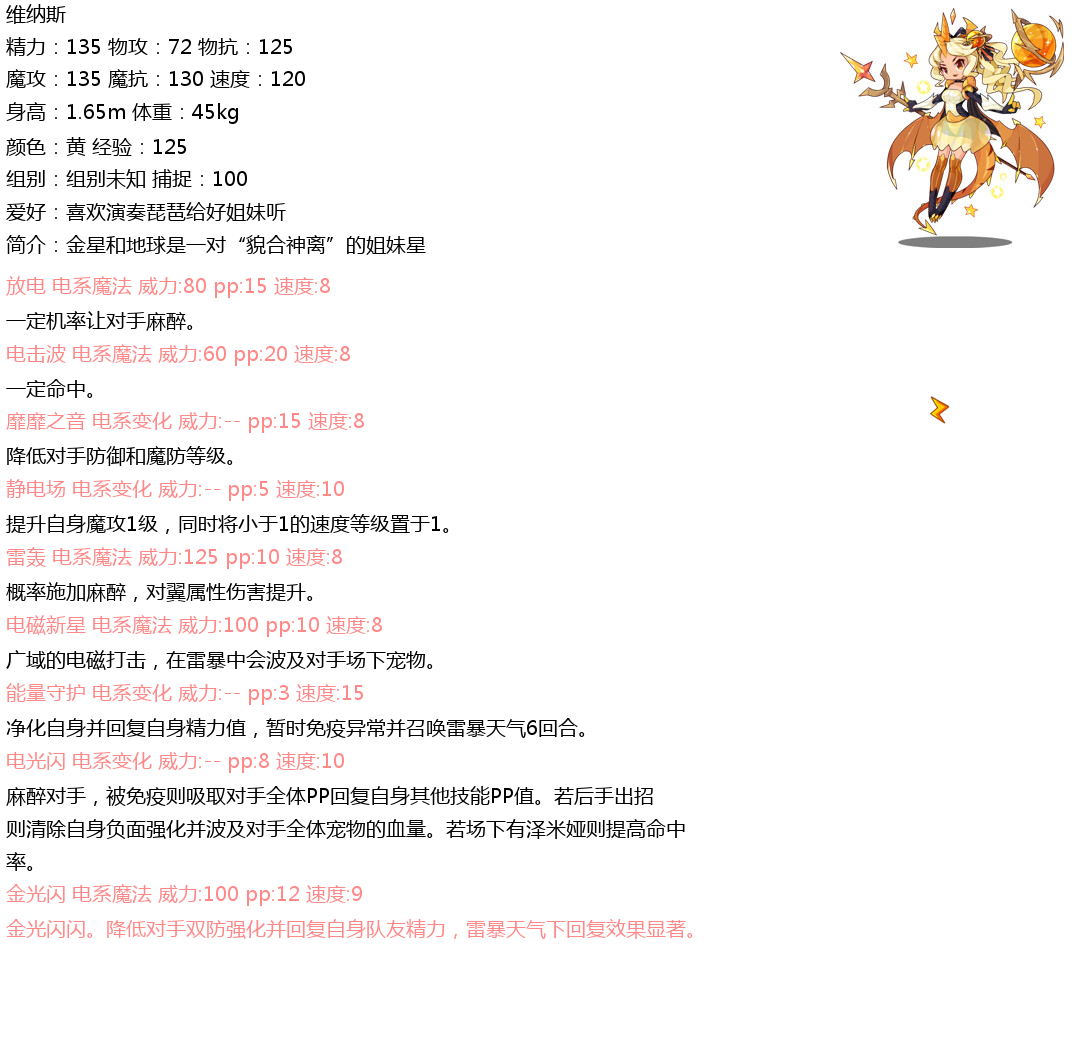 维纳斯
精力：135 物攻：72 物抗：125
魔攻：135 魔抗：130 速度：120
身高：1.65m 体重：45kg
颜色：黄 经验：125
组别：组别未知 捕捉：100
爱好：喜欢演奏琵琶给好姐妹听
简介：金星和地球是一对“貌合神离”的姐妹星
放电 电系魔法 威力:80 pp:15 速度:8
一定机率让对手麻醉。
电击波 电系魔法 威力:60 pp:20 速度:8
一定命中。
靡靡之音 电系变化 威力:-- pp:15 速度:8
降低对手防御和魔防等级。
静电场 电系变化 威力:-- pp:5 速度:10
提升自身魔攻1级，同时将小于1的速度等级置于1。
雷轰 电系魔法 威力:125 pp:10 速度:8
概率施加麻醉，对翼属性伤害提升。
电磁新星 电系魔法 威力:100 pp:10 速度:8
广域的电磁打击，在雷暴中会波及对手场下宠物。
能量守护 电系变化 威力:-- pp:3 速度:15
净化自身并回复自身精力值，暂时免疫异常并召唤雷暴天气6回合。
电光闪 电系变化 威力:-- pp:8 速度:10
麻醉对手，被免疫则吸取对手全体PP回复自身其他技能PP值。若后手出招
则清除自身负面强化并波及对手全体宠物的血量。若场下有泽米娅则提高命中
率。
金光闪 电系魔法 威力:100 pp:12 速度:9
金光闪闪。降低对手双防强化并回复自身队友精力，雷暴天气下回复效果显著。